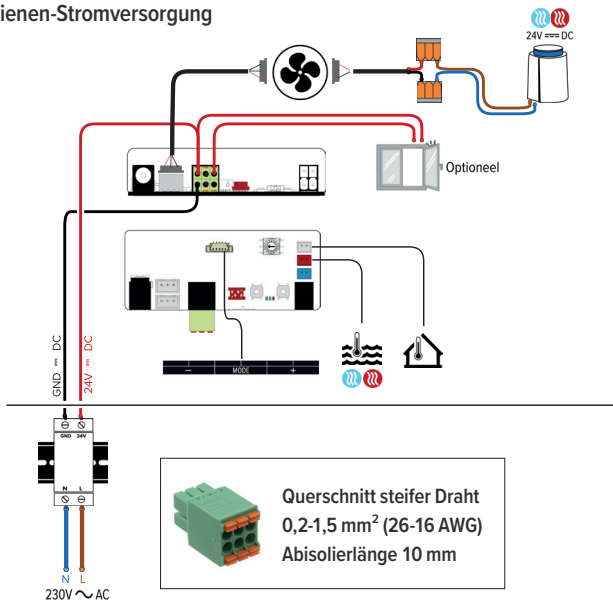 ienen-Stromversorgung
24V ⎓ DC
Optioneel
GND ⎓ DC
24V ⎓ DC
− MODE +
GND 24V
N L
N L
230V ∿ AC
Querschnitt steifer Draht
0,2-1,5 mm² (26-16 AWG)
Abisolierlänge 10 mm